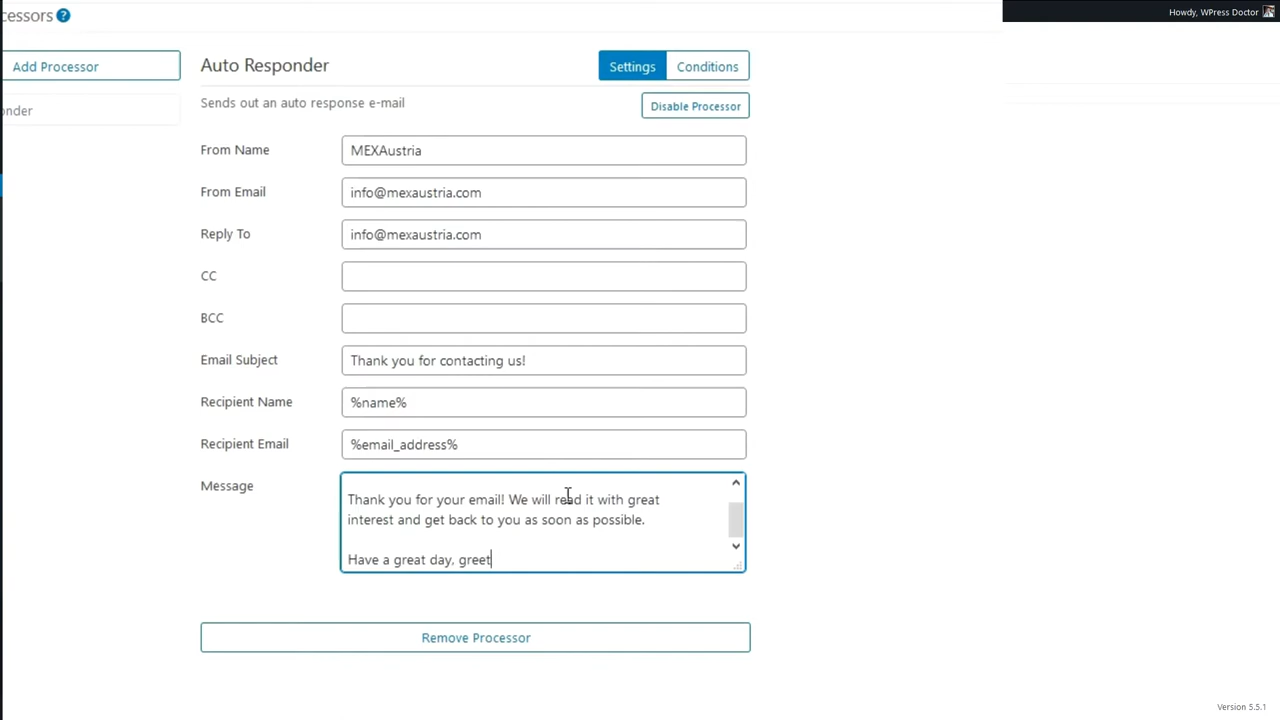 cessors ?
Howdy, WPress Doctor
Add Processor
onder
Auto Responder
Settings
Conditions
Sends out an auto response e-mail
Disable Processor
From Name
MEXAustria
From Email
info@mexaustria.com
Reply To
info@mexaustria.com
CC
BCC
Email Subject
Thank you for contacting us!
Recipient Name
%name%
Recipient Email
%email_address%
Message
Thank you for your email! We will read it with great
interest and get back to you as soon as possible.
Have a great day, greet
Remove Processor
Version 5.5.1